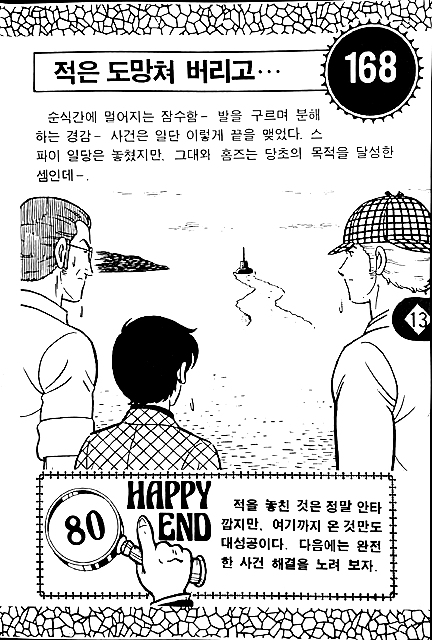 적은 도망쳐 버리고…
168
순식간에 멀어지는 잠수함- 발을 구르며 분해
하는 경감- 사건은 일단 이렇게 끝을 맺었다. 스
파이 일당은 놓쳤지만, 그대와 홈즈는 당초의 목적을 달성한
셈인데-.
13
80
HAPPY
END
적을 놓친 것은 정말 안타
깝지만, 여기까지 온 것만도
대성공이다. 다음에는 완전
한 사건 해결을 노려 보자.